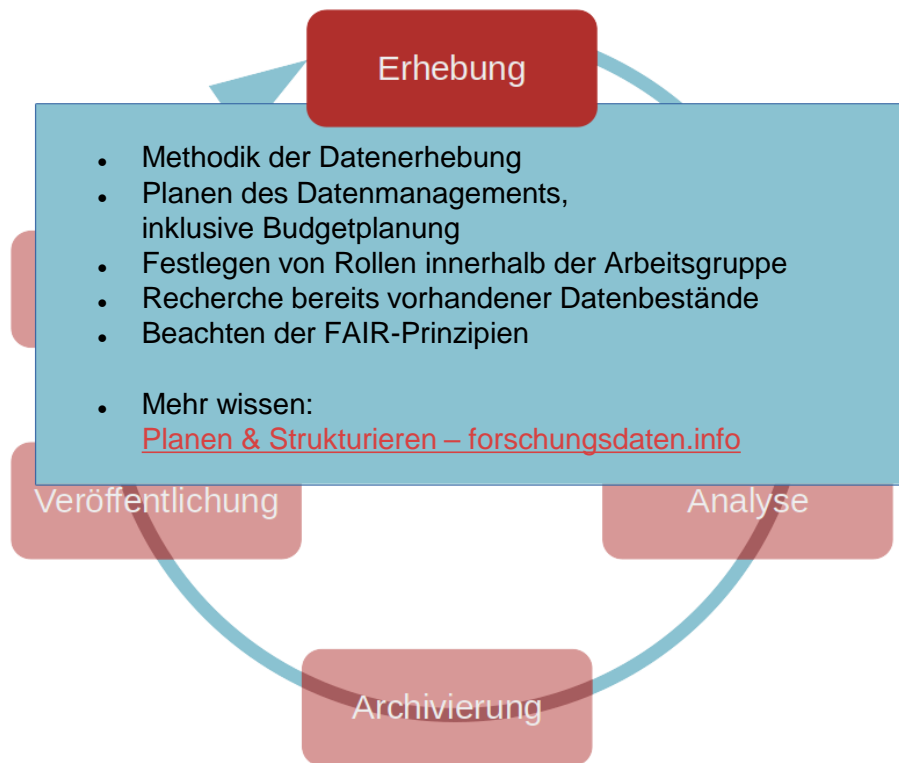 Erhebung
• Methodik der Datenerhebung
• Planen des Datenmanagements,
inklusive Budgetplanung
• Festlegen von Rollen innerhalb der Arbeitsgruppe
• Recherche bereits vorhandener Datenbestände
• Beachten der FAIR-Prinzipien
• Mehr wissen:
Planen & Strukturieren – forschungsdaten.info
Veröffentlichung
Analyse
Archivierung